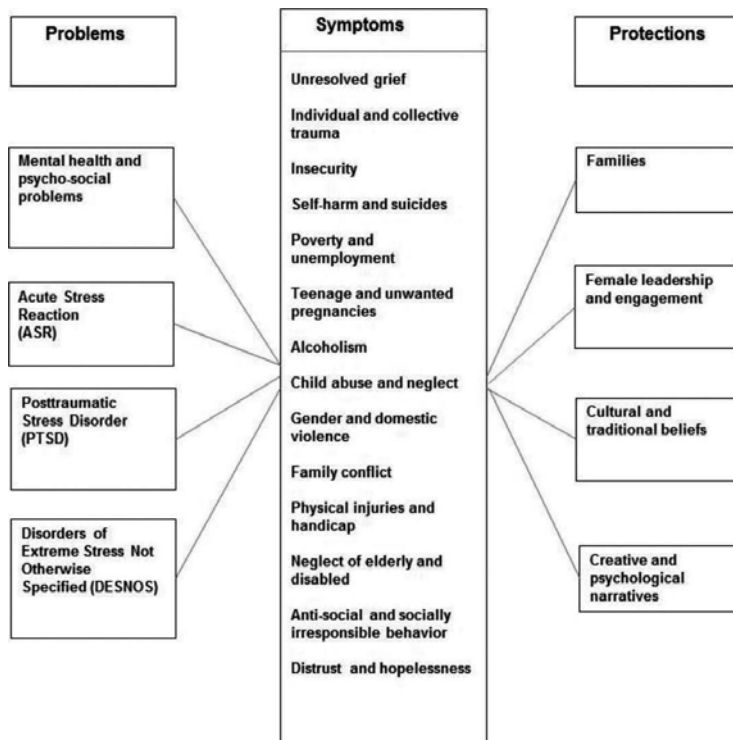 Problems
Mental health and
psycho-social
problems
Acute Stress
Reaction
(ASR)
Posttraumatic
Stress Disorder
(PTSD)
Disorders of
Extreme Stress Not
Otherwise
Specified (DESNOS)
Symptoms
Unresolved grief
Individual and collective
trauma
Insecurity
Self-harm and suicides
Poverty and
unemployment
Teenage and unwanted
pregnancies
Alcoholism
Child abuse and neglect
Gender and domestic
violence
Family conflict
Physical injuries and
handicap
Neglect of elderly and
disabled
Anti-social and socially
irresponsible behavior
Distrust and hopelessness
Protections
Families
Female leadership
and engagement
Cultural and
traditional beliefs
Creative and
psychological
narratives